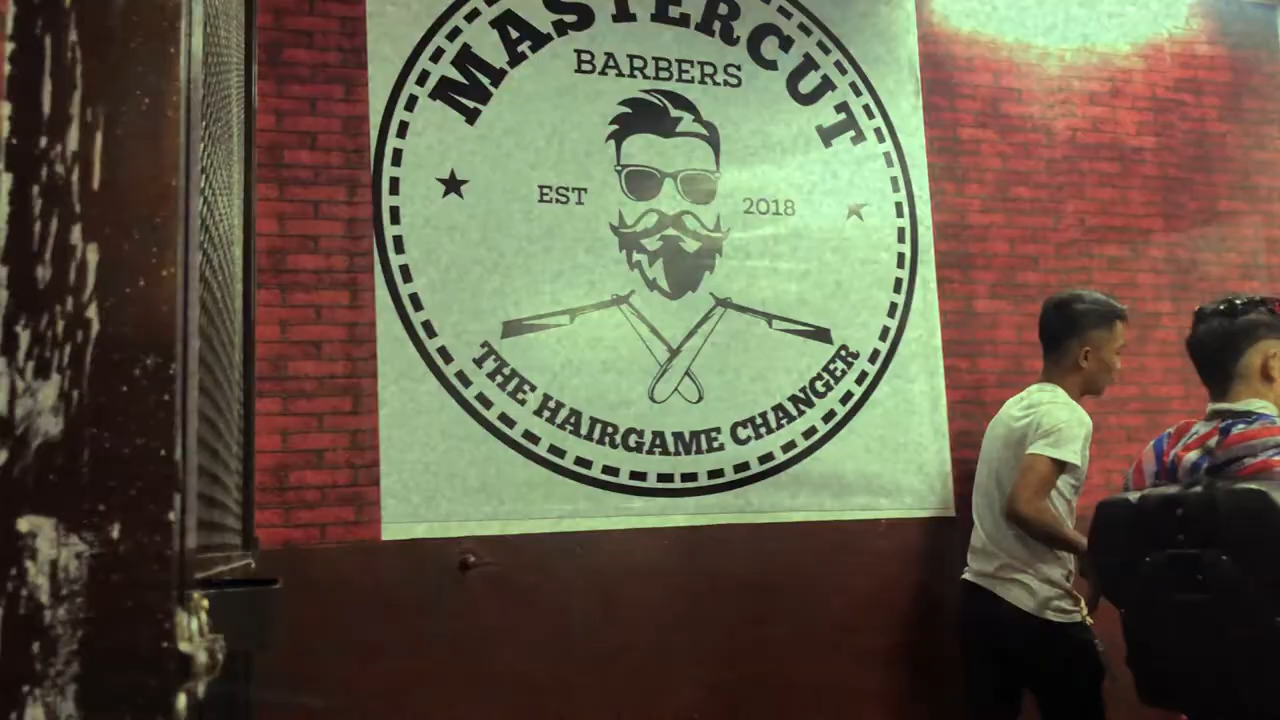 MASTERCUT
BARBERS
EST 2018
THE HAIRGAME CHANGER